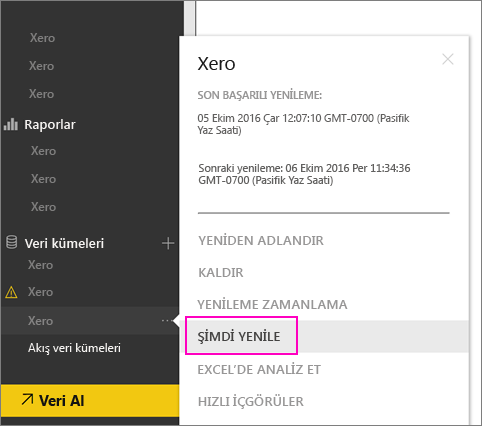 Xero
Xero
Xero
Raporlar
Xero
Xero
Xero
Veri kümeleri
Xero
Xero
Xero
Akış veri kümeleri
Veri Al
Xero
SON BAŞARILI YENİLEME:
05 Ekim 2016 Çar 12:07:10 GMT-0700 (Pasifik
Yaz Saati)
Sonraki yenileme: 06 Ekim 2016 Per 11:34:36
GMT-0700 (Pasifik Yaz Saati)
YENİDEN ADLANDIR
KALDIR
YENİLEME ZAMANLAMA
ŞİMDİ YENİLE
EXCEL'DE ANALİZ ET
HIZLI İÇGÖRÜLER